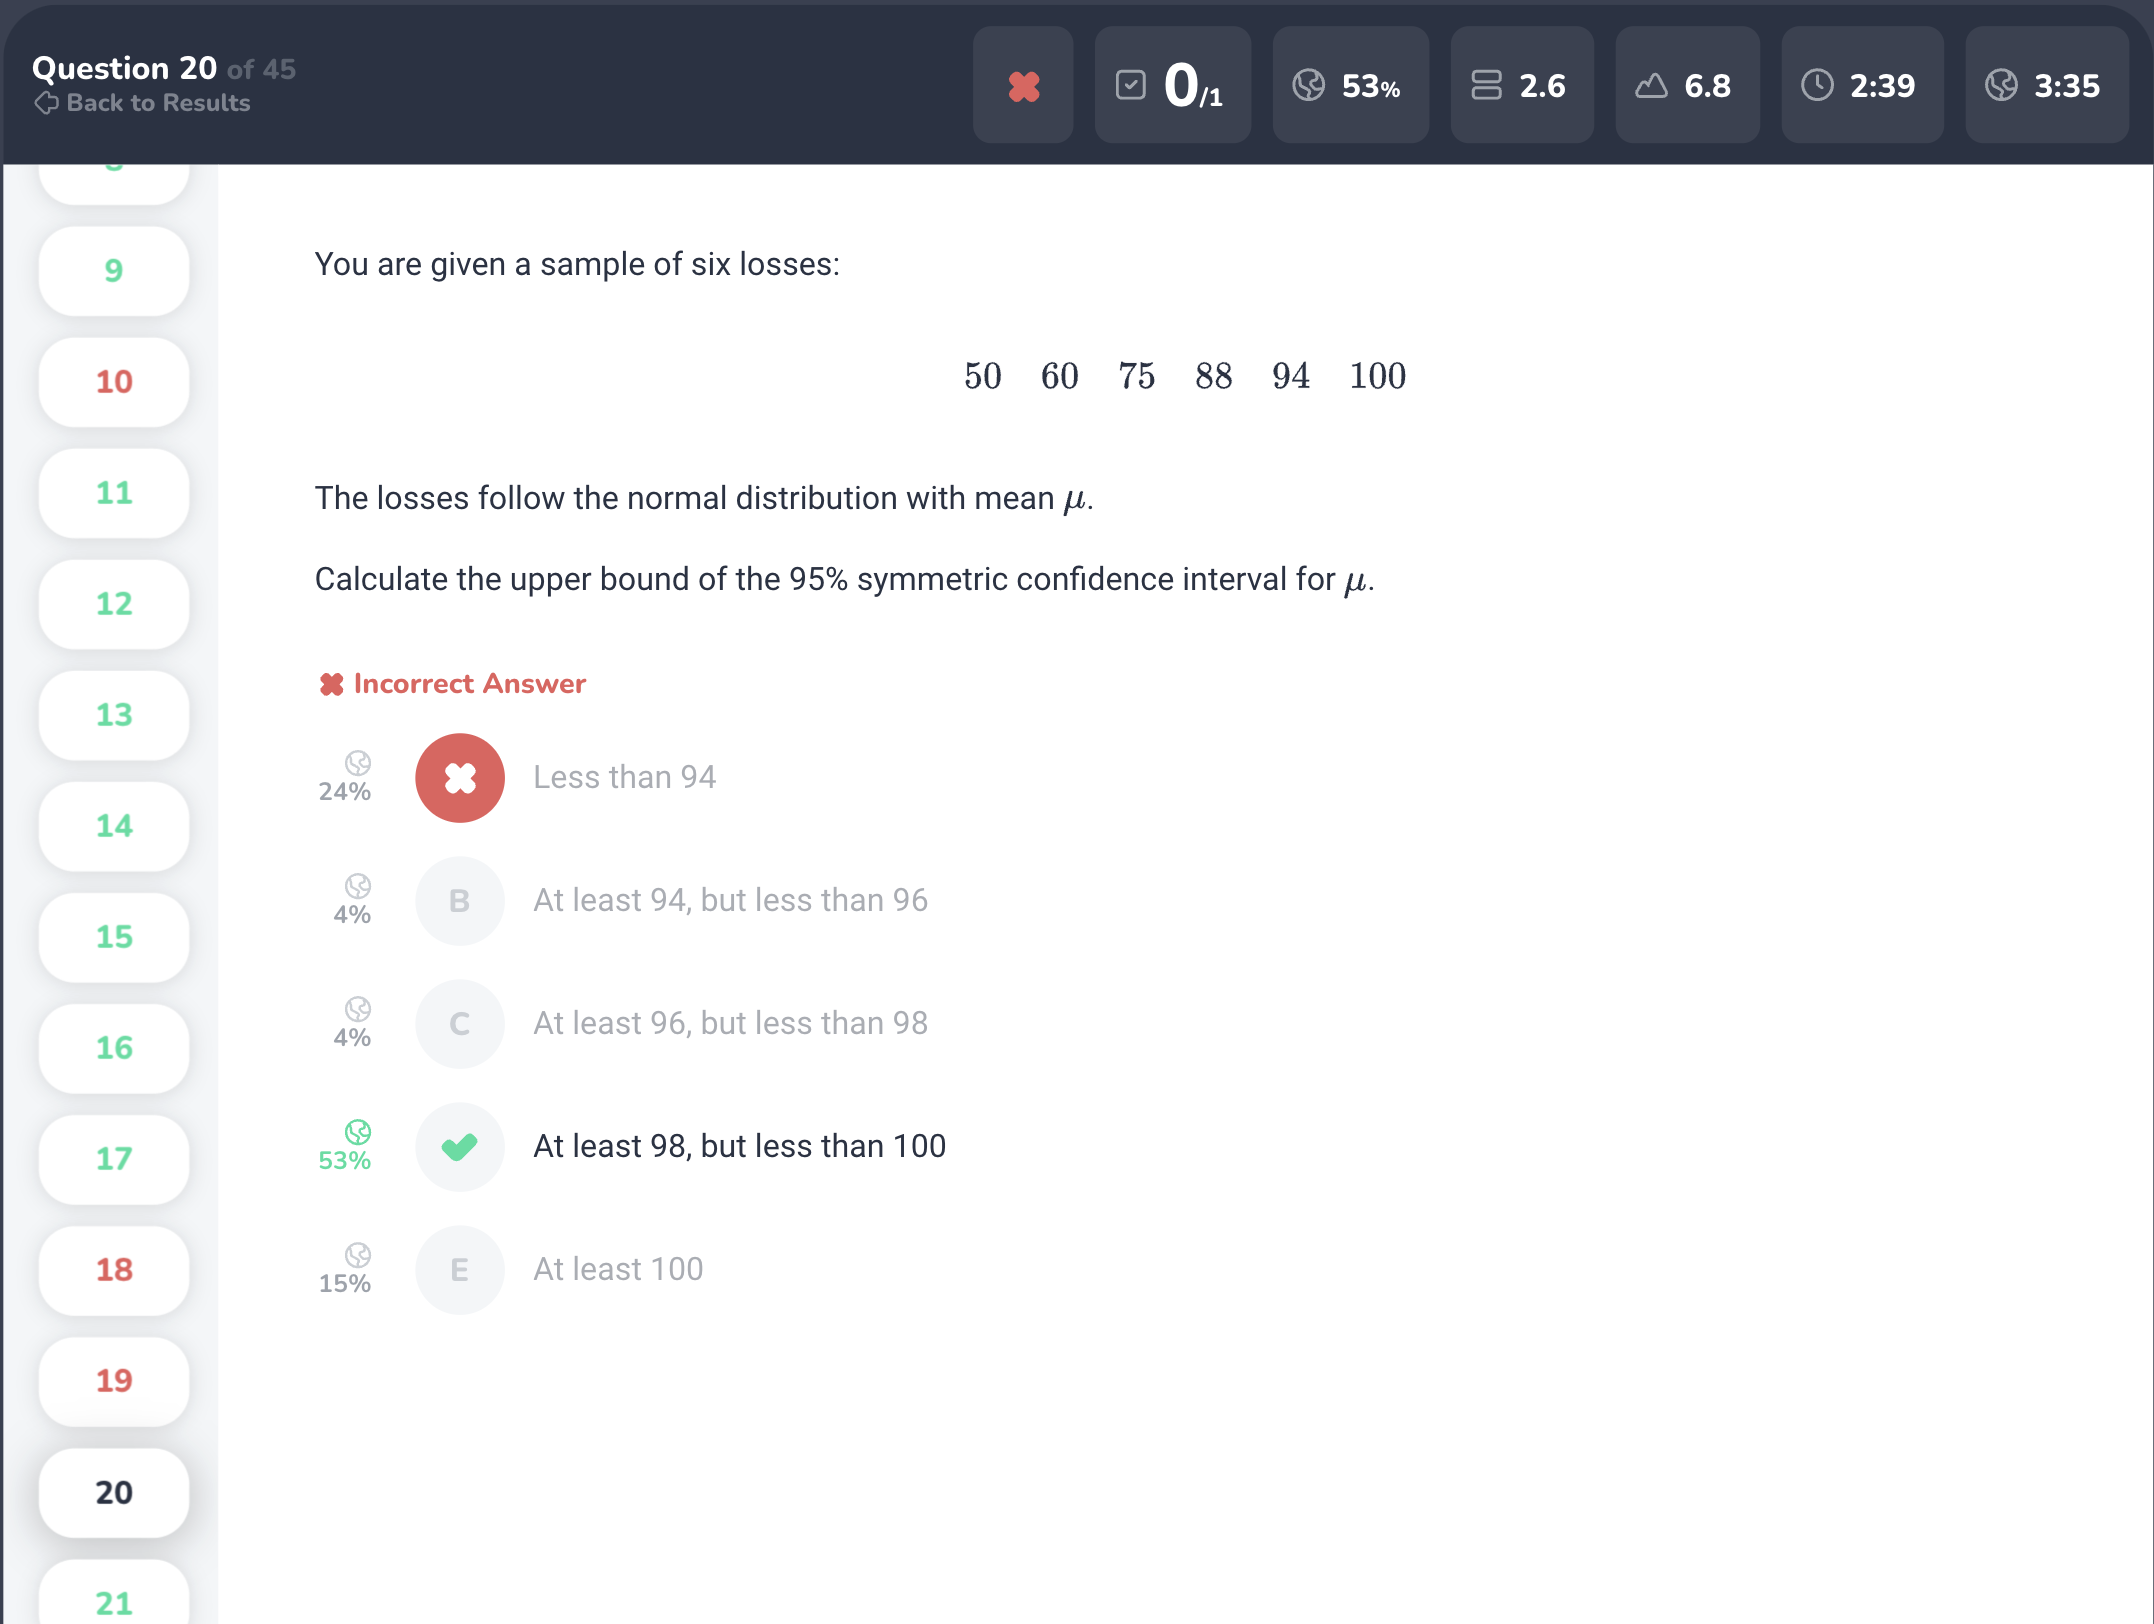 Question 20 of 45
Back to Results
0/1
53%
2.6
6.8
2:39
3:35
9
10
11
12
13
14
15
16
17
18
19
20
21
You are given a sample of six losses:
50 60 75 88 94 100
The losses follow the normal distribution with mean μ.
Calculate the upper bound of the 95% symmetric confidence interval for μ.
Incorrect Answer
24% Less than 94
4% B At least 94, but less than 96
4% C At least 96, but less than 98
53% At least 98, but less than 100
15% E At least 100